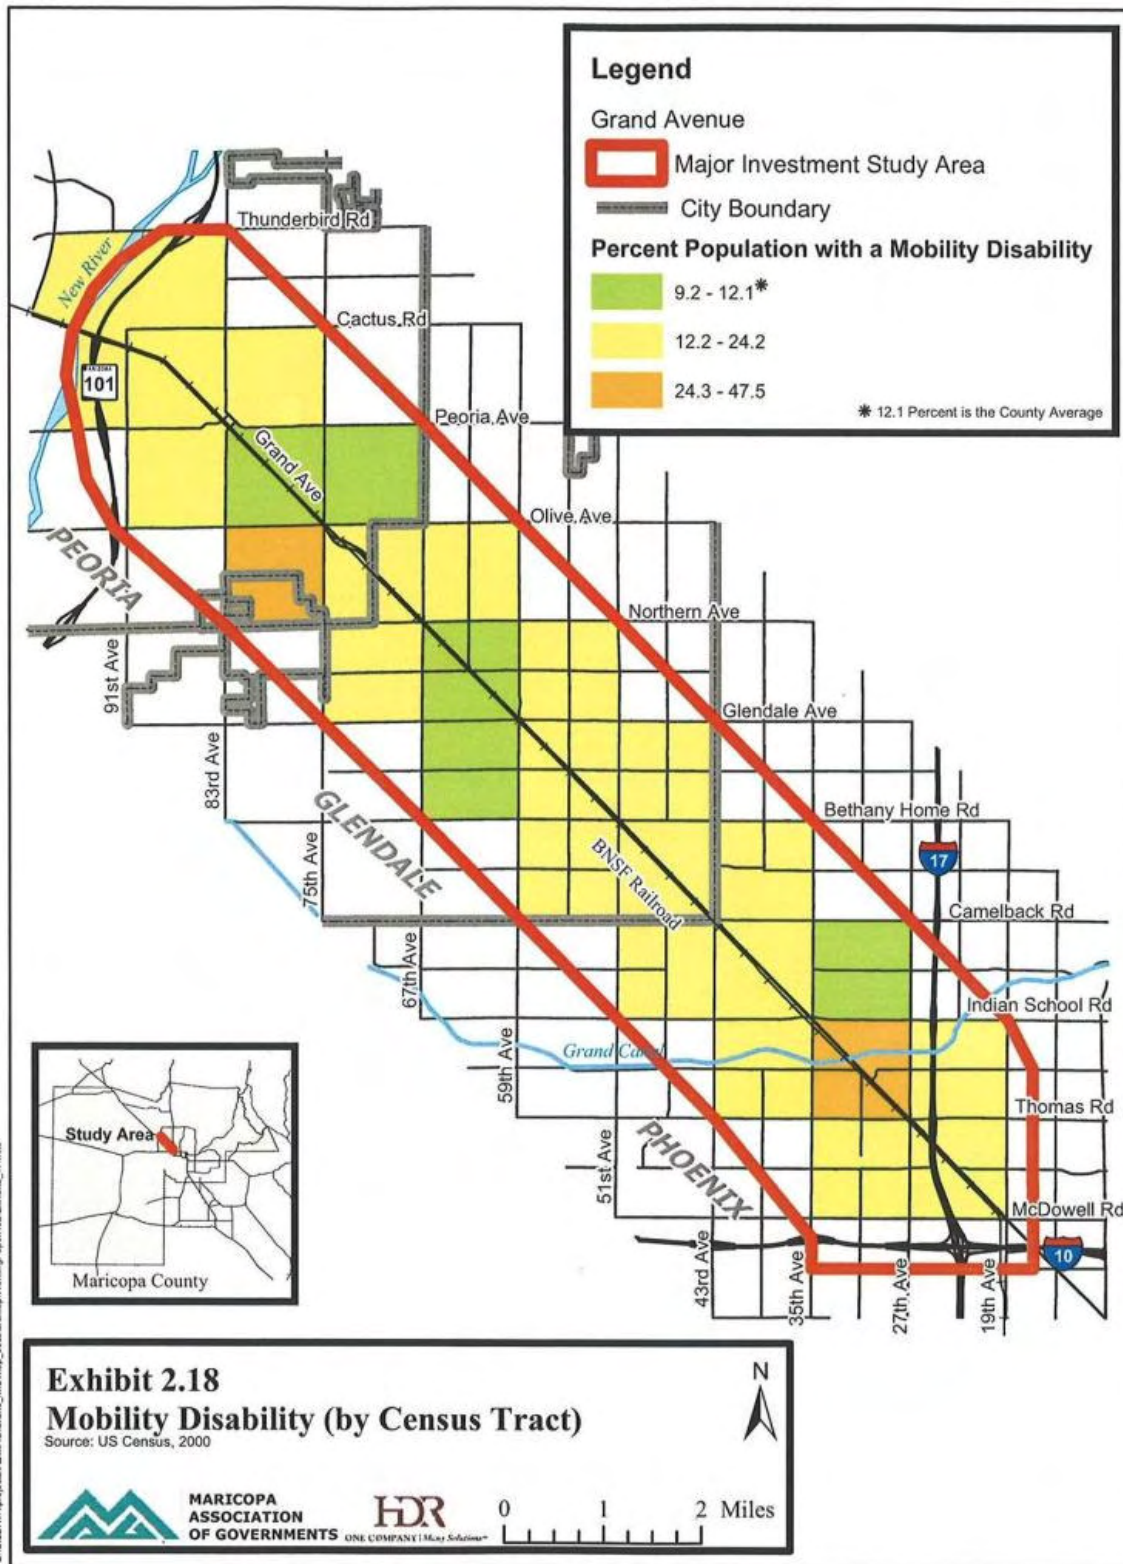 Legend
Grand Avenue
Major Investment Study Area
City Boundary
Percent Population with a Mobility Disability
9.2 - 12.1*
12.2 - 24.2
24.3 - 47.5
* 12.1 Percent is the County Average
Thunderbird Rd
New River
Cactus Rd
ARIZONA
101
Peoria Ave
Grand Ave
Olive Ave
PEORIA
Northern Ave
91st Ave
Glendale Ave
83rd Ave
GLENDALE
Bethany Home Rd
BNSF Railroad
17
75th Ave
Camelback Rd
67th Ave
Indian School Rd
Grand Canal
59th Ave
Thomas Rd
PHOENIX
51st Ave
McDowell Rd
43rd Ave
35th Ave
27th Ave
19th Ave
10
Study Area
Maricopa County
Exhibit 2.18
Mobility Disability (by Census Tract)
Source: US Census, 2000
N
MARICOPA
ASSOCIATION
OF GOVERNMENTS
HDR
ONE COMPANY | Many Solutions
0 1 2 Miles